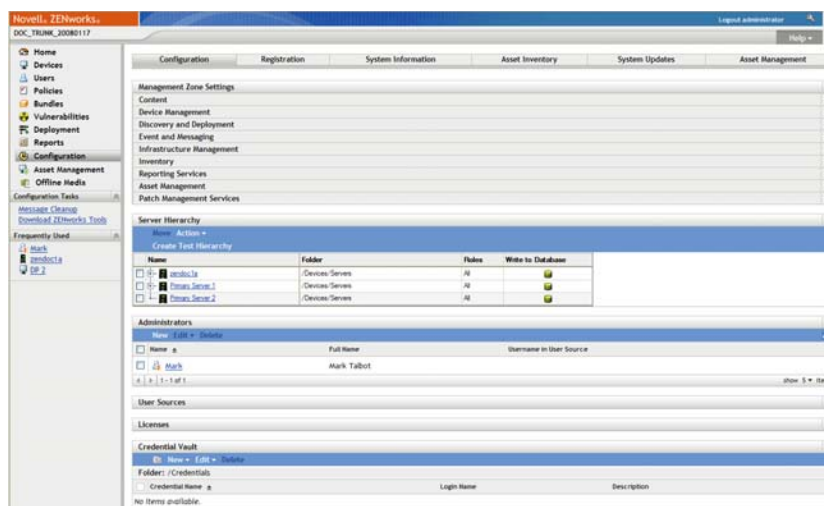 Novell. ZENworks.
Logout administrator
DOC_TRUNK_20080117
Help
Home
Devices
Users
Policies
Bundles
Vulnerabilities
Deployment
Reports
Configuration
Asset Management
Offline Media
Configuration Tasks
Message Cleanup
Download ZENworks Tools
Frequently Used
Mark
zendoc1a
DP 2
Configuration Registration System Information Asset Inventory System Updates Asset Management
Management Zone Settings
Content
Device Management
Discovery and Deployment
Event and Messaging
Infrastructure Management
Inventory
Reporting Services
Asset Management
Patch Management Services
Server Hierarchy
Move Action
Create Test Hierarchy
Name Folder Roles Write to Database
zendoc1a /Devices/Servers All
Primary Server 1 /Devices/Servers All
Primary Server 2 /Devices/Servers All
Administrators
New Edit Delete
Name Full Name Username in User Source
Mark Mark Talbot
1 - 1 of 1 show 5 ite
User Sources
Licenses
Credential Vault
New Edit Delete
Folder: /Credentials
Credential Name Login Name Description
No items available.